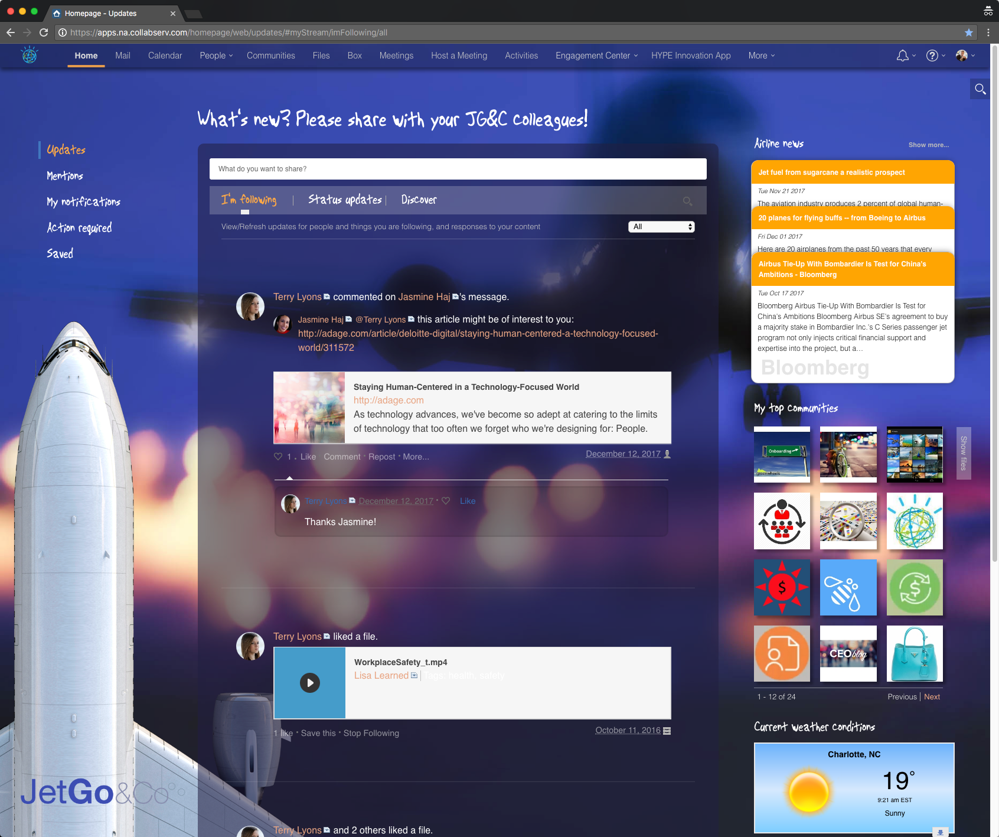 Homepage - Updates
https://apps.na.collabserv.com/homepage/web/updates/#myStream/imFollowing/all
Home Mail Calendar People Communities Files Box Meetings Host a Meeting Activities Engagement Center HYPE Innovation App More
What's new? Please share with your JG&C colleagues!
Updates
Mentions
My notifications
Action required
Saved
What do you want to share?
I'm following | Status updates | Discover
View/Refresh updates for people and things you are following, and responses to your content
All
Terry Lyons commented on Jasmine Haj's message.
Jasmine Haj @Terry Lyons this article might be of interest to you:
http://adage.com/article/deloitte-digital/staying-human-centered-a-technology-focused-
world/311572
Staying Human-Centered in a Technology-Focused World
http://adage.com
As technology advances, we've become so adept at catering to the limits
of technology that too often we forget who we're designing for: People.
1 . Like Comment · Repost · More...
December 12, 2017
Terry Lyons December 12, 2017 · Like
Thanks Jasmine!
Terry Lyons liked a file.
WorkplaceSafety_t.mp4
Lisa Learned | Tags: health, safety
1 like · Save this · Stop Following
October 11, 2016
Terry Lyons and 2 others liked a file.
JetGo&Co
Airline news
Show more...
Jet fuel from sugarcane a realistic prospect
Tue Nov 21 2017
The aviation industry produces 2 percent of global human-
20 planes for flying buffs -- from Boeing to Airbus
Fri Dec 01 2017
Here are 20 airplanes from the past 50 years that every
Airbus Tie-Up With Bombardier Is Test for China's
Ambitions - Bloomberg
Tue Oct 17 2017
Bloomberg Airbus Tie-Up With Bombardier Is Test for
China's Ambitions Bloomberg Airbus SE's agreement to buy
a majority stake in Bombardier Inc.'s C Series passenger jet
program not only injects critical financial support and
expertise into the project, but a…
Bloomberg
My top communities
Show files
Onboarding
greenwheels
$
$
CEOblog
1 - 12 of 24
Previous | Next
Current weather conditions
Charlotte, NC
19°
9:21 am EST
Sunny